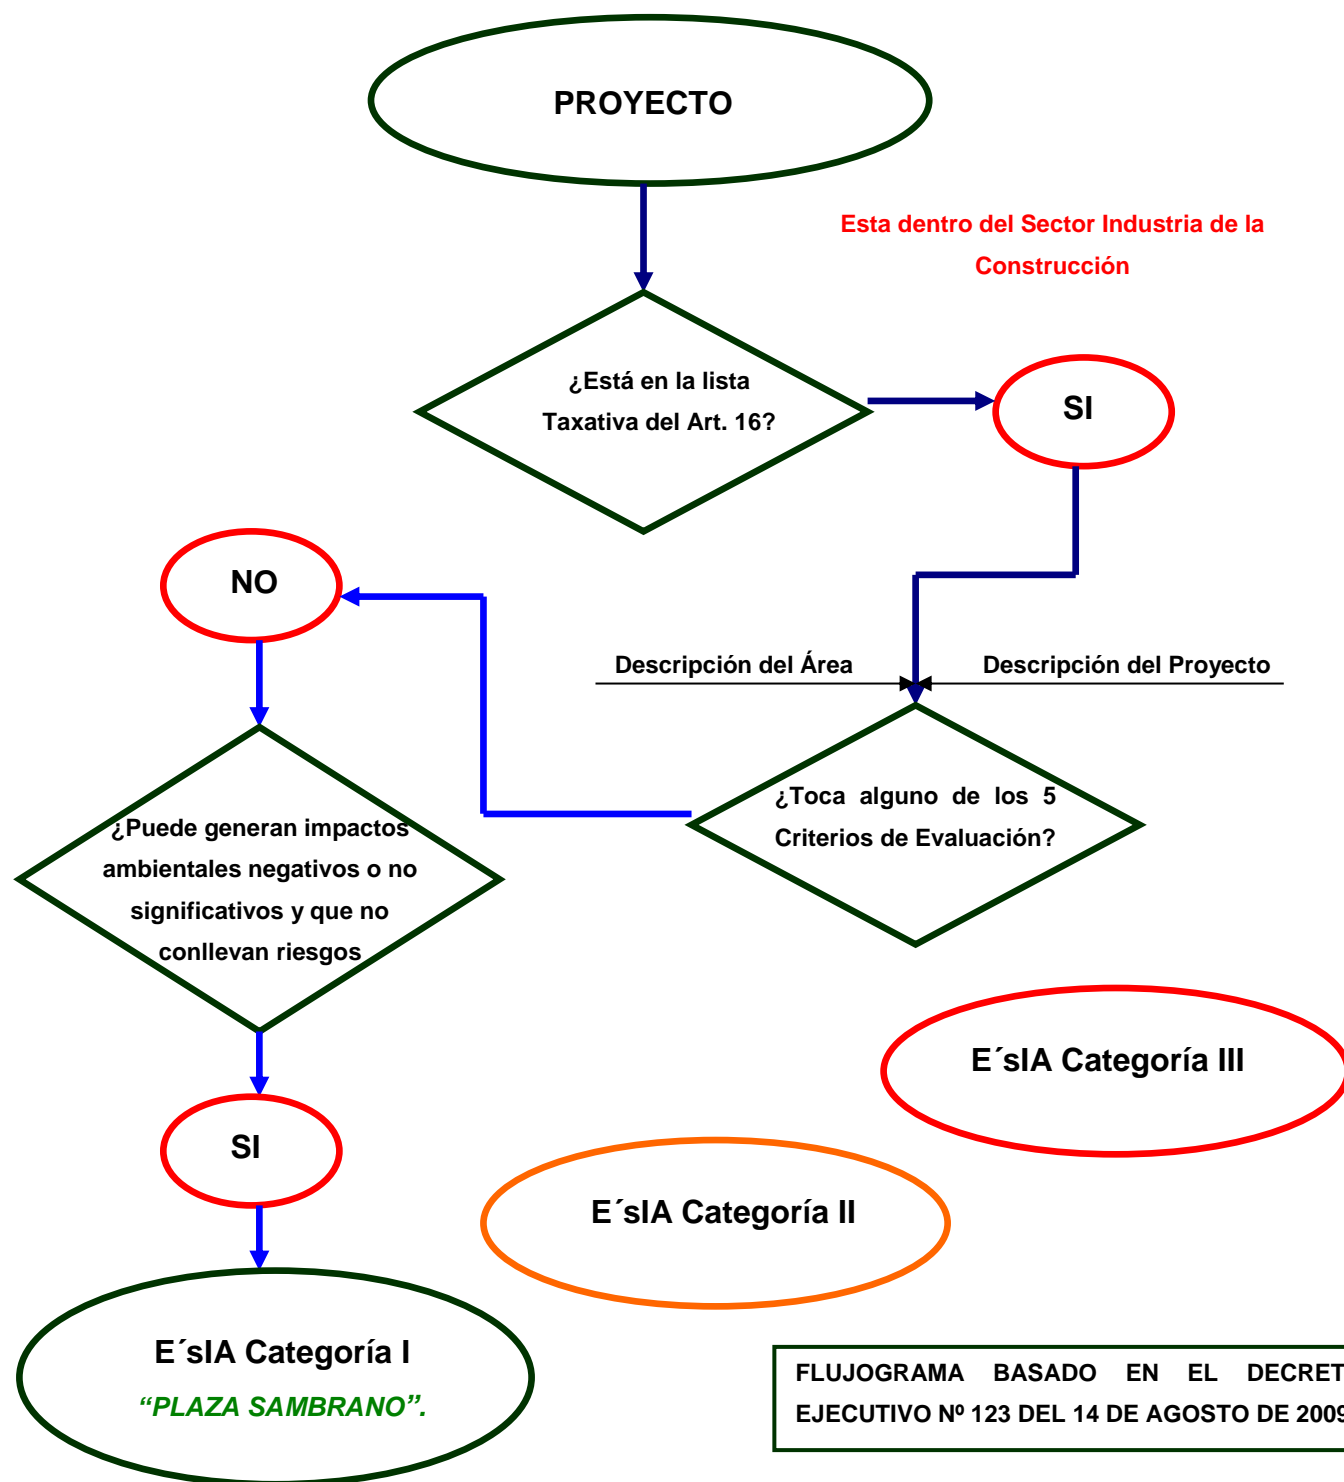 PROYECTO
Esta dentro del Sector Industria de la
Construcción
¿Está en la lista
Taxativa del Art. 16?
SI
NO
Descripción del Área
Descripción del Proyecto
¿Toca alguno de los 5
Criterios de Evaluación?
¿Puede generan impactos
ambientales negativos o no
significativos y que no
conllevan riesgos
E´sIA Categoría III
SI
E´sIA Categoría II
E´sIA Categoría I
“PLAZA SAMBRANO”.
FLUJOGRAMA BASADO EN EL DECRET
EJECUTIVO Nº 123 DEL 14 DE AGOSTO DE 2009